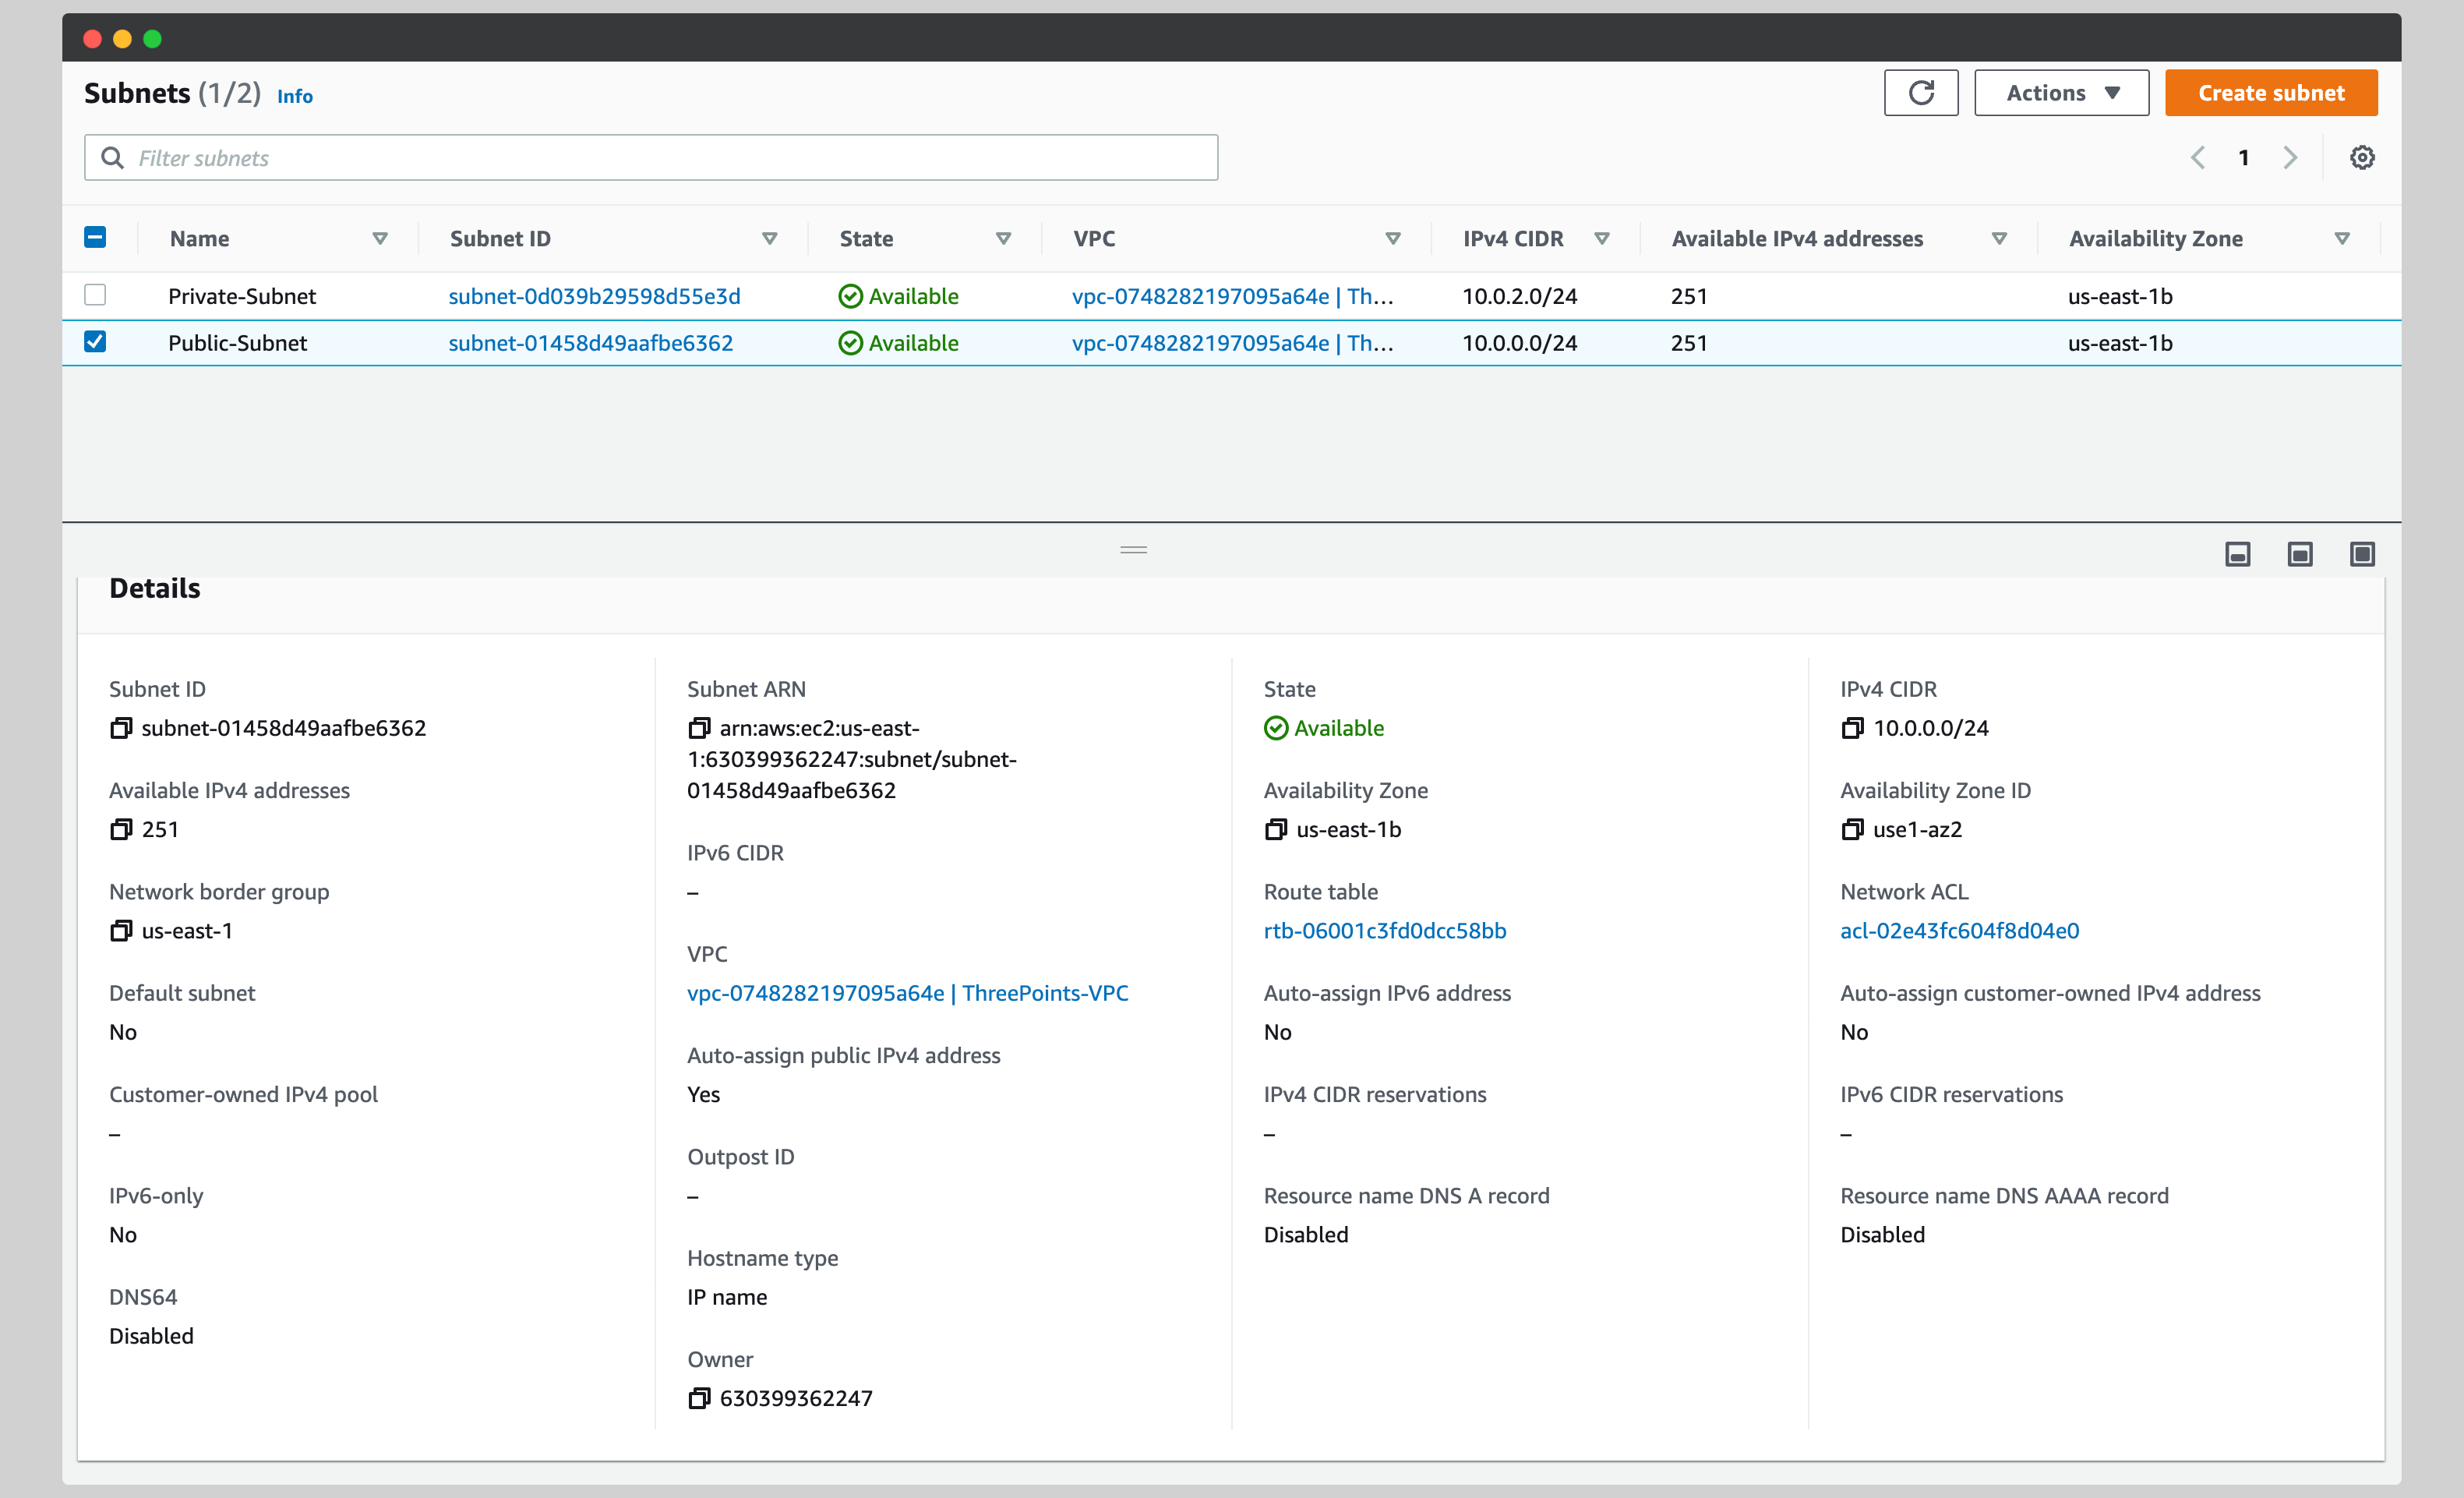 Subnets (1/2) Info
Actions
Create subnet
Filter subnets
1
Name Subnet ID State VPC IPv4 CIDR Available IPv4 addresses Availability Zone
Private-Subnet subnet-0d039b29598d55e3d Available vpc-0748282197095a64e | Th... 10.0.2.0/24 251 us-east-1b
Public-Subnet subnet-01458d49aafbe6362 Available vpc-0748282197095a64e | Th... 10.0.0.0/24 251 us-east-1b
Details
Subnet ID
subnet-01458d49aafbe6362
Available IPv4 addresses
251
Network border group
us-east-1
Default subnet
No
Customer-owned IPv4 pool
–
IPv6-only
No
DNS64
Disabled
Subnet ARN
arn:aws:ec2:us-east-
1:630399362247:subnet/subnet-
01458d49aafbe6362
IPv6 CIDR
–
VPC
vpc-0748282197095a64e | ThreePoints-VPC
Auto-assign public IPv4 address
Yes
Outpost ID
–
Hostname type
IP name
Owner
630399362247
State
Available
Availability Zone
us-east-1b
Route table
rtb-06001c3fd0dcc58bb
Auto-assign IPv6 address
No
IPv4 CIDR reservations
–
Resource name DNS A record
Disabled
IPv4 CIDR
10.0.0.0/24
Availability Zone ID
use1-az2
Network ACL
acl-02e43fc604f8d04e0
Auto-assign customer-owned IPv4 address
No
IPv6 CIDR reservations
–
Resource name DNS AAAA record
Disabled